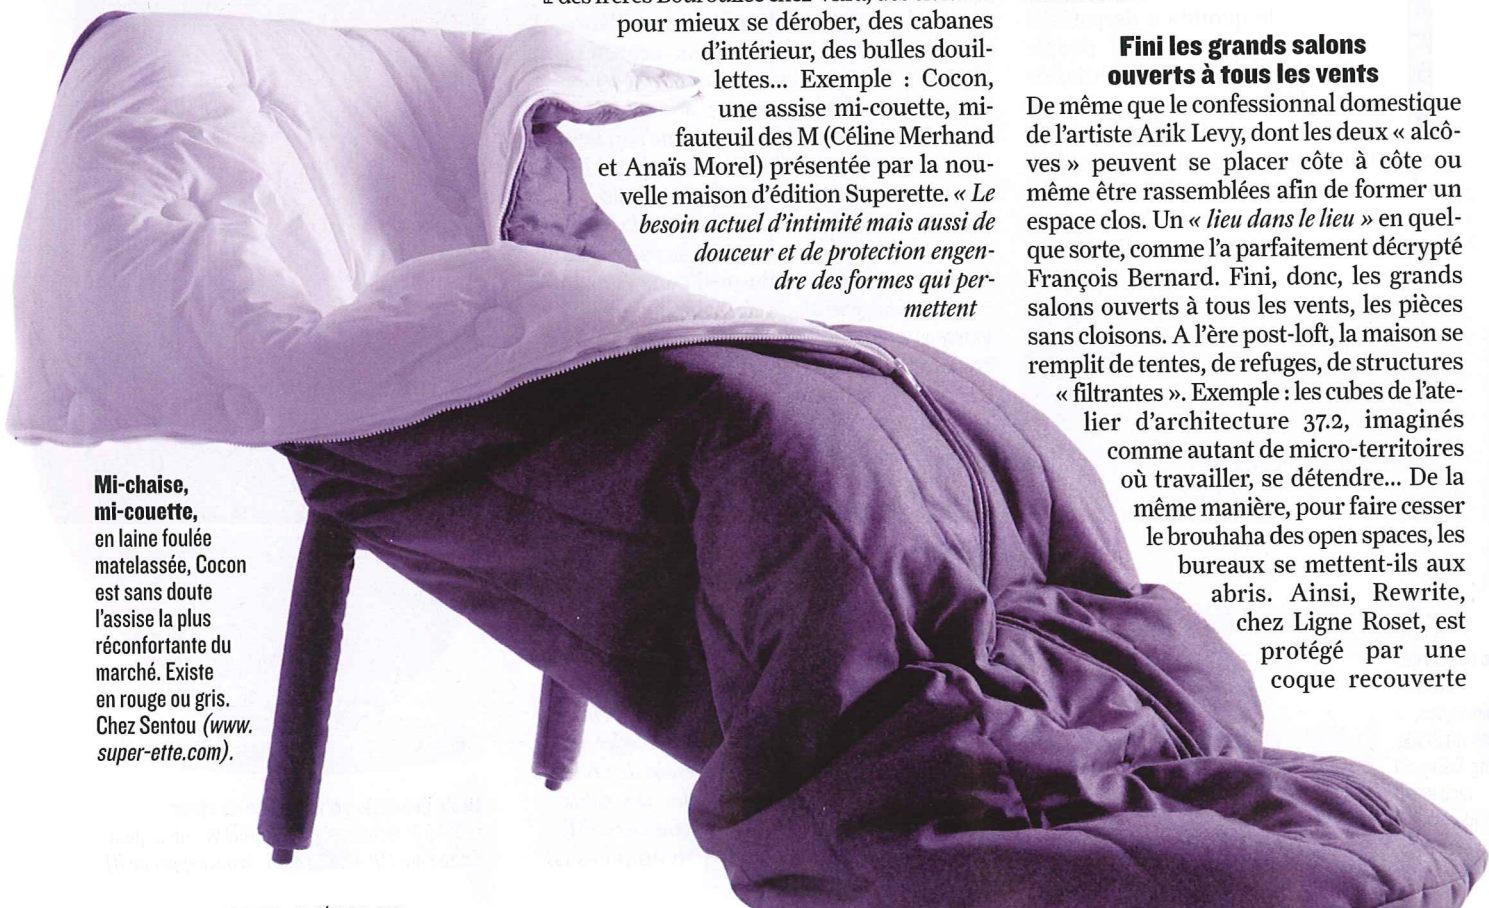 des frères Bouroullec chez Vitra, des
pour mieux se dérober, des cabanes
d'intérieur, des bulles douil-
lettes... Exemple : Cocon,
une assise mi-couette, mi-
fauteuil des M (Céline Merhand
et Anaïs Morel) présentée par la nou-
velle maison d'édition Superette. « Le
besoin actuel d'intimité mais aussi de
douceur et de protection engen-
dre des formes qui per-
mettent
Fini les grands salons
ouverts à tous les vents
De même que le confessionnal domestique
de l'artiste Arik Levy, dont les deux « alcô-
ves » peuvent se placer côte à côte ou
même être rassemblées afin de former un
espace clos. Un « lieu dans le lieu » en quel-
que sorte, comme l'a parfaitement décrypté
François Bernard. Fini, donc, les grands
salons ouverts à tous les vents, les pièces
sans cloisons. A l'ère post-loft, la maison se
remplit de tentes, de refuges, de structures
« filtrantes ». Exemple : les cubes de l'ate-
lier d'architecture 37.2, imaginés
comme autant de micro-territoires
où travailler, se détendre... De la
même manière, pour faire cesser
le brouhaha des open spaces, les
bureaux se mettent-ils aux
abris. Ainsi, Rewrite,
chez Ligne Roset, est
protégé par une
coque recouverte
Mi-chaise,
mi-couette,
en laine foulée
matelassée, Cocon
est sans doute
l'assise la plus
réconfortante du
marché. Existe
en rouge ou gris.
Chez Sentou (www.
super-ette.com).